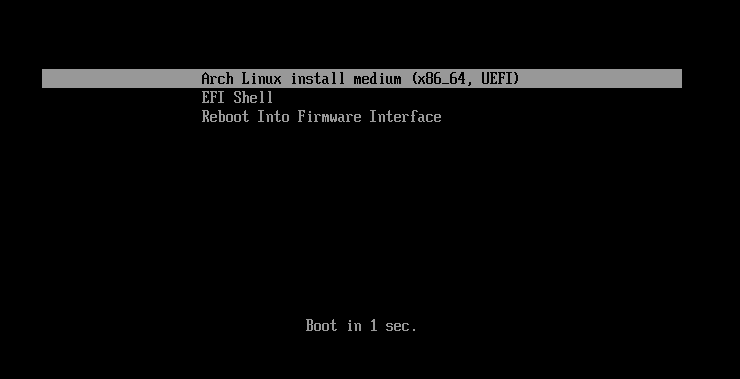 Arch Linux install medium (x86_64, UEFI)
EFI Shell
Reboot Into Firmware Interface
Boot in 1 sec.